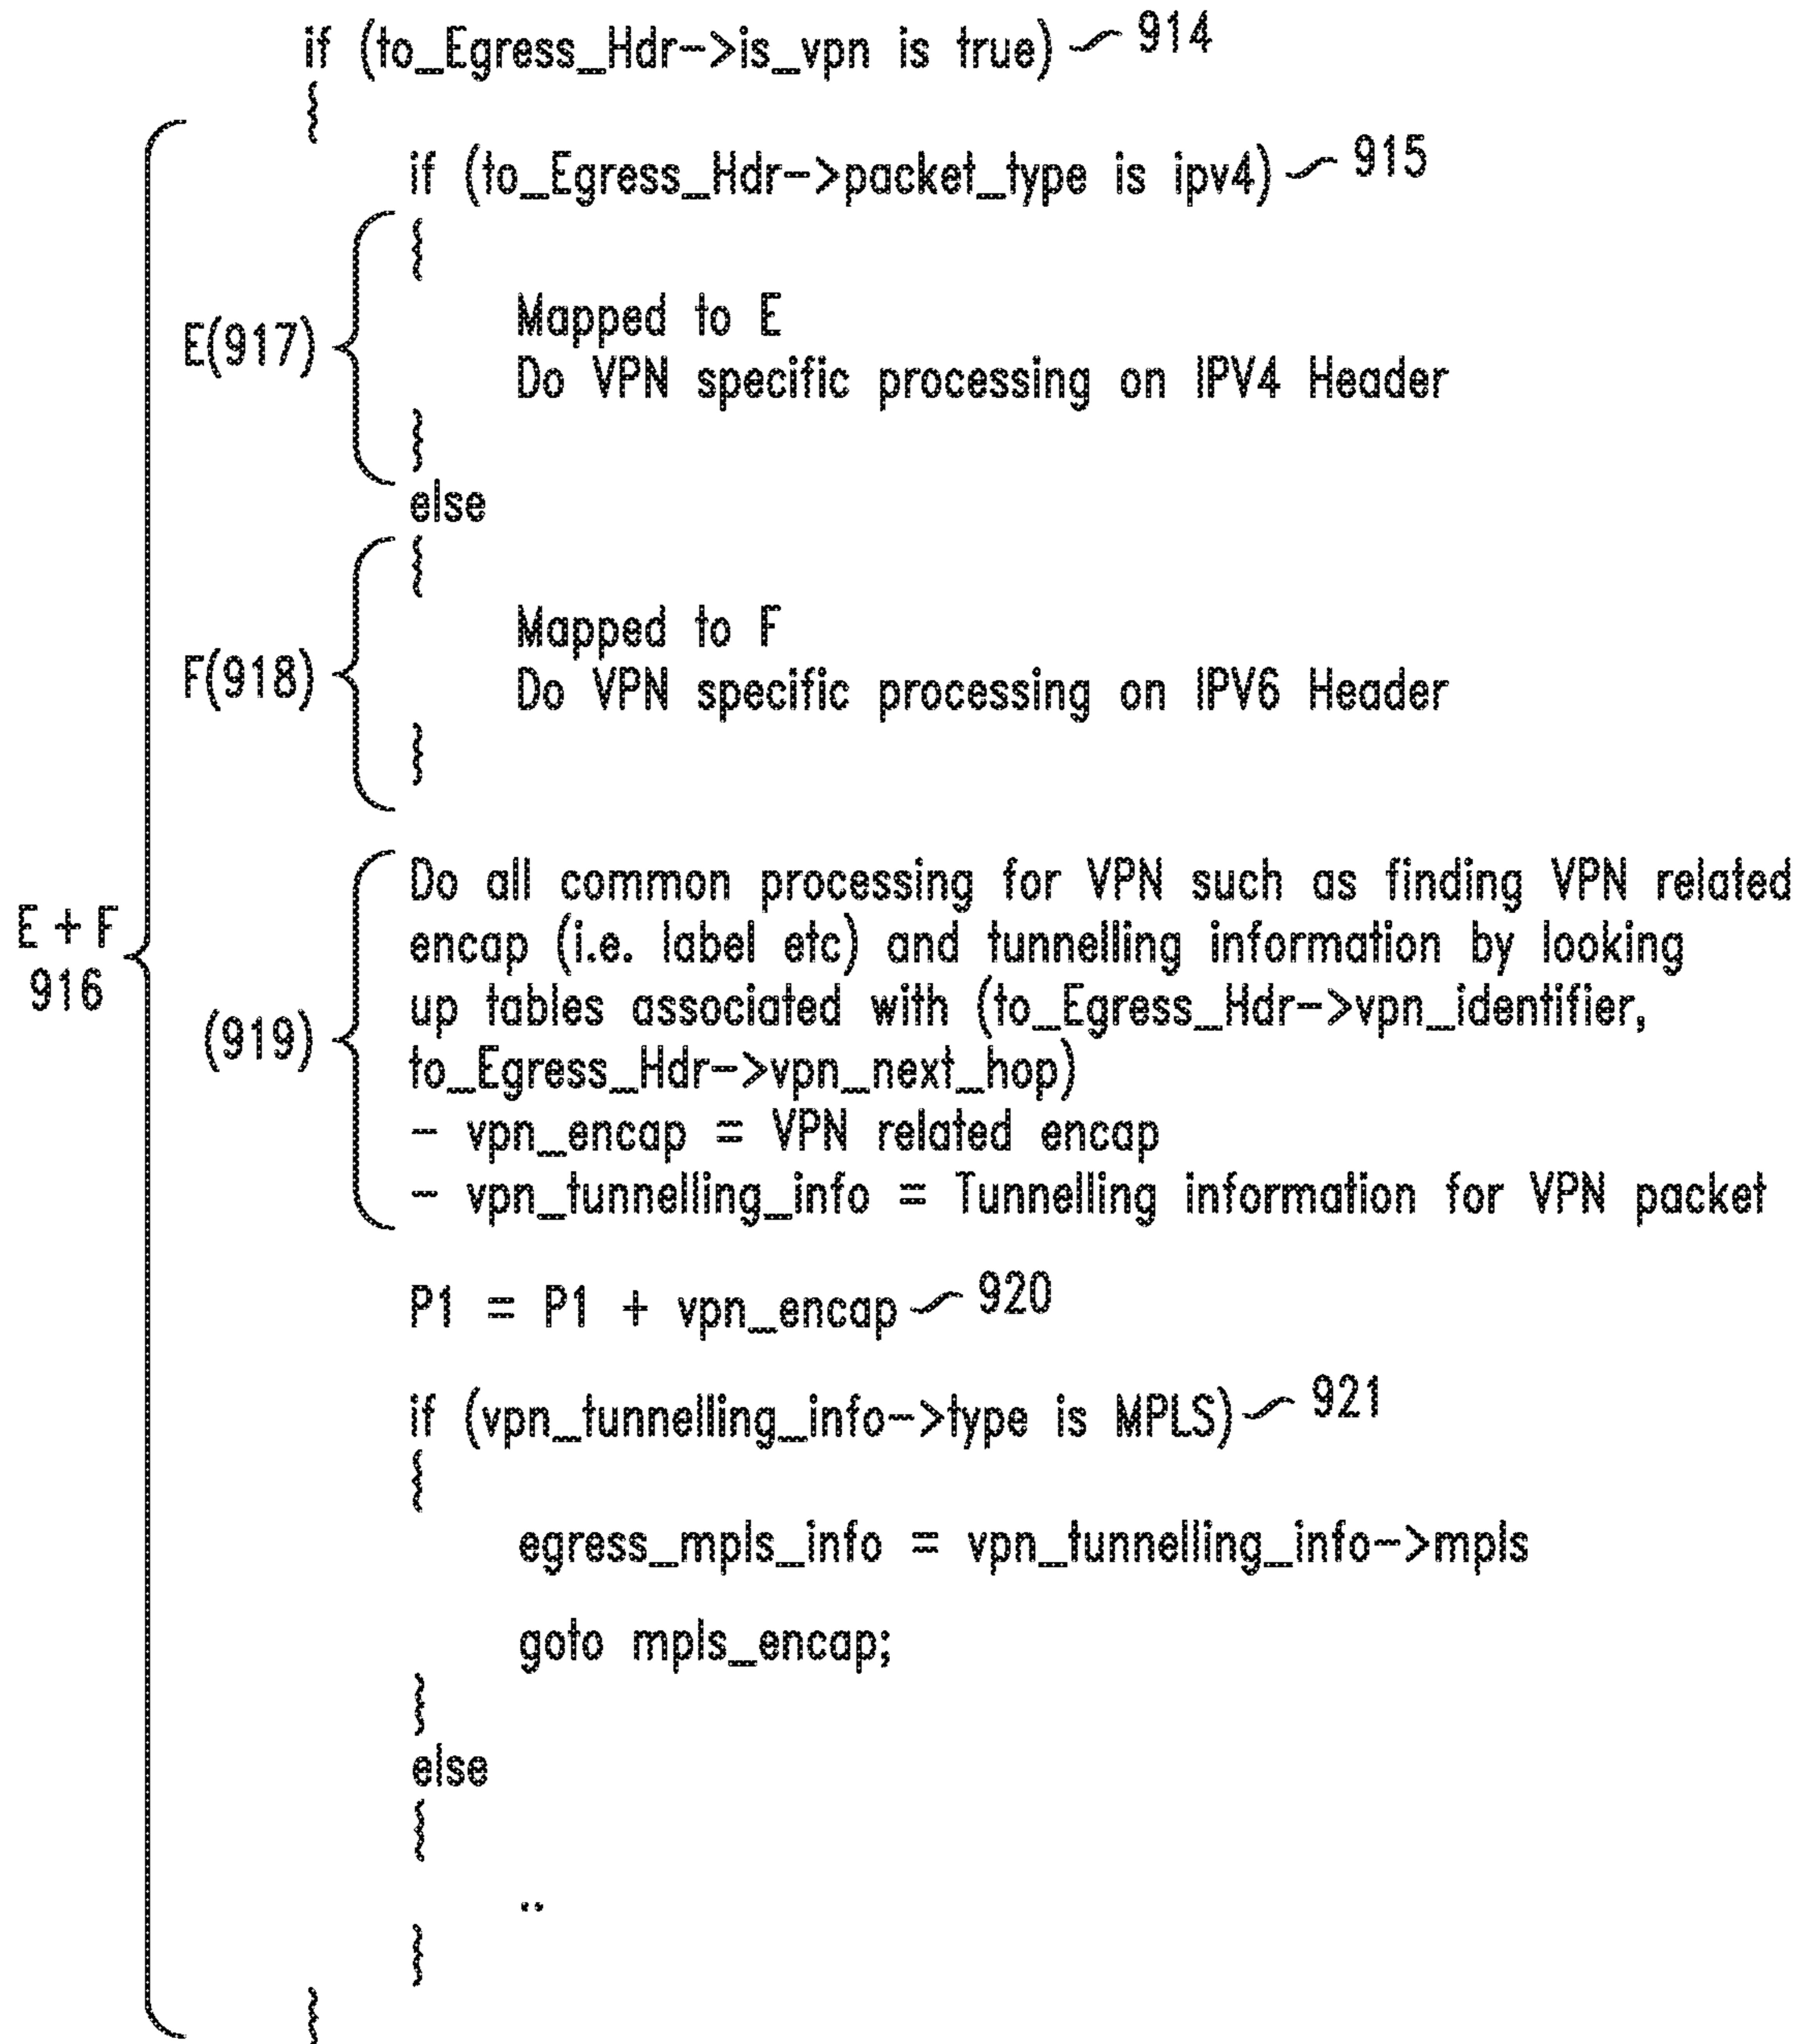 if (to_Egress_Hdr->is_vpn is true) 914
{
if (to_Egress_Hdr->packet_type is ipv4) 915
{
Mapped to E
E(917)
Do VPN specific processing on IPV4 Header
}
else
{
Mapped to F
F(918)
Do VPN specific processing on IPV6 Header
}
Do all common processing for VPN such as finding VPN related
E + F
encap (i.e. label etc) and tunnelling information by looking
916
up tables associated with (to_Egress_Hdr->vpn_identifier,
(919)
to_Egress_Hdr->vpn_next_hop)
- vpn_encap = VPN related encap
- vpn_tunnelling_info = Tunnelling information for VPN packet
P1 = P1 + vpn_encap 920
if (vpn_tunnelling_info->type is MPLS) 921
{
egress_mpls_info = vpn_tunnelling_info->mpls
goto mpls_encap;
}
else
{
..
}
}